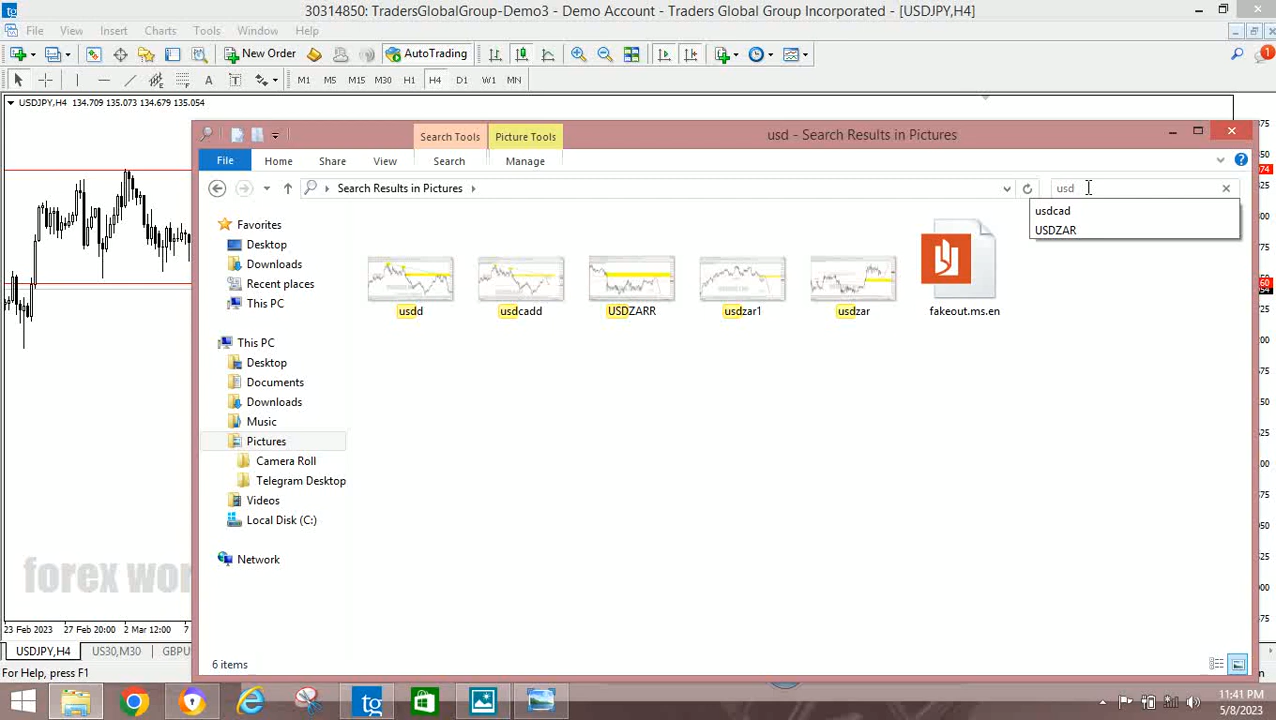 30314850: TradersGlobalGroup-Demo3 - Demo Account - Traders Global Group Incorporated - [USDJPY,H4]
File View Insert Charts Tools Window Help
New Order AutoTrading
1
A T M1 M5 M15 M30 H1 H4 D1 W1 MN
USDJPY,H4 134.709 135.073 134.679 135.054
Search Tools Picture Tools usd - Search Results in Pictures
File Home Share View Search Manage
Search Results in Pictures
usd
usdcad
USDZAR
Favorites
Desktop
Downloads
Recent places
This PC
This PC
Desktop
Documents
Downloads
Music
Pictures
Camera Roll
Telegram Desktop
Videos
Local Disk (C:)
Network
usdd usdcadd USDZARR usdzar1 usdzar fakeout.ms.en
6 items
forex wor
23 Feb 2023 27 Feb 20:00 2 Mar 12:00 7
USDJPY,H4 US30,M30 GBPU
For Help, press F1
tg
11:41 PM
5/8/2023